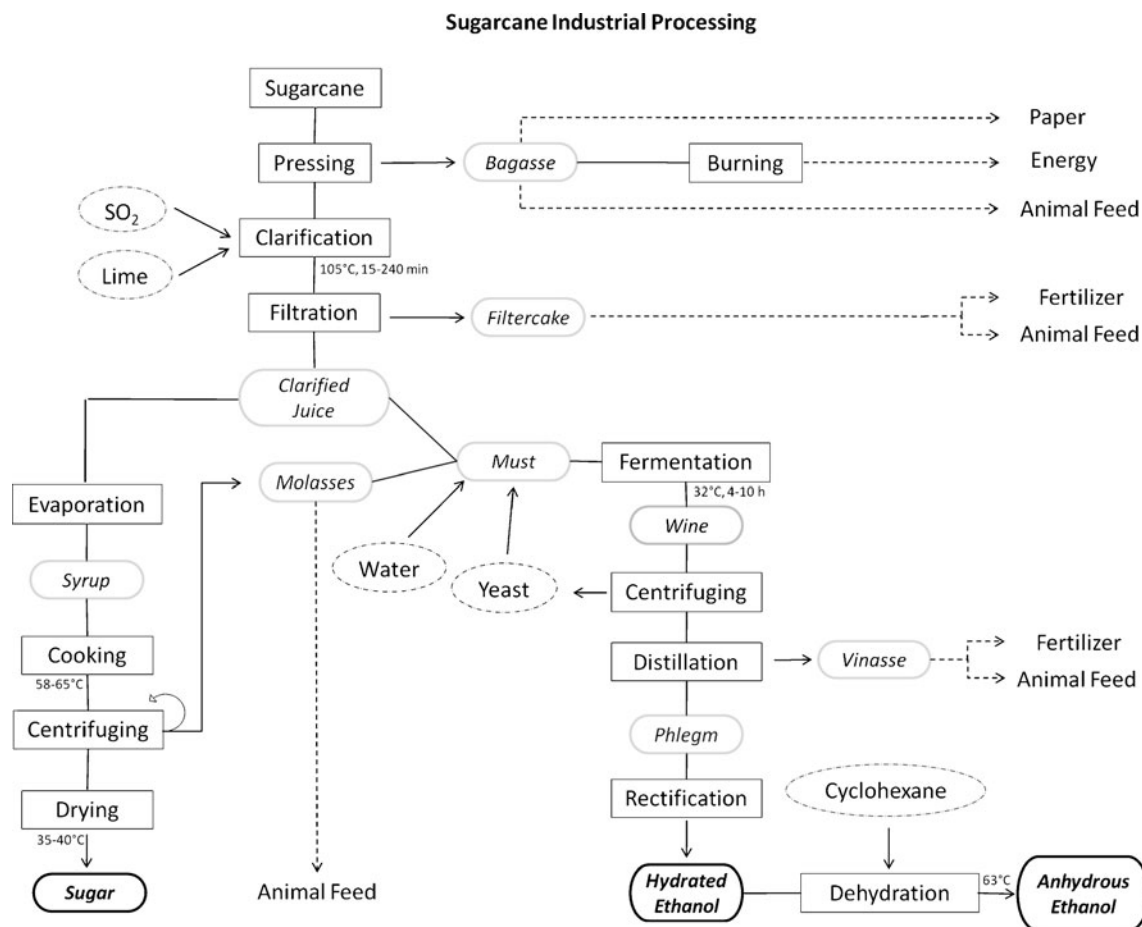 Sugarcane Industrial Processing
Sugarcane
Paper
Pressing
Bagasse
Burning
Energy
SO₂
Animal Feed
Clarification
Lime
105°C, 15-240 min
Filtration
Filtercake
Fertilizer
Animal Feed
Clarified
Juice
Must
Fermentation
Molasses
32°C, 4-10 h
Evaporation
Wine
Syrup
Water
Yeast
Centrifuging
Cooking
58-65°C
Distillation
Vinasse
Fertilizer
Animal Feed
Centrifuging
Phlegm
Drying
35-40°C
Rectification
Cyclohexane
Sugar
Animal Feed
Hydrated
Ethanol
Dehydration
63°C
Anhydrous
Ethanol